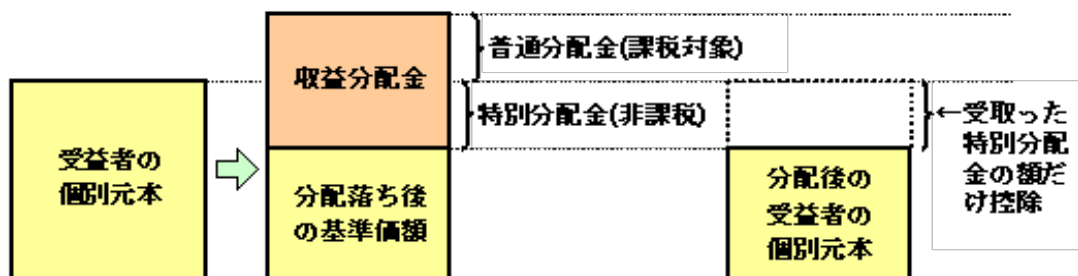 普通分配金(課税対象)
収益分配金
特別分配金(非課税)
←受取った
特別分配
金の額だ
け控除
受益者の
個別元本
分配落ち後
の基準価額
分配後の
受益者の
個別元本